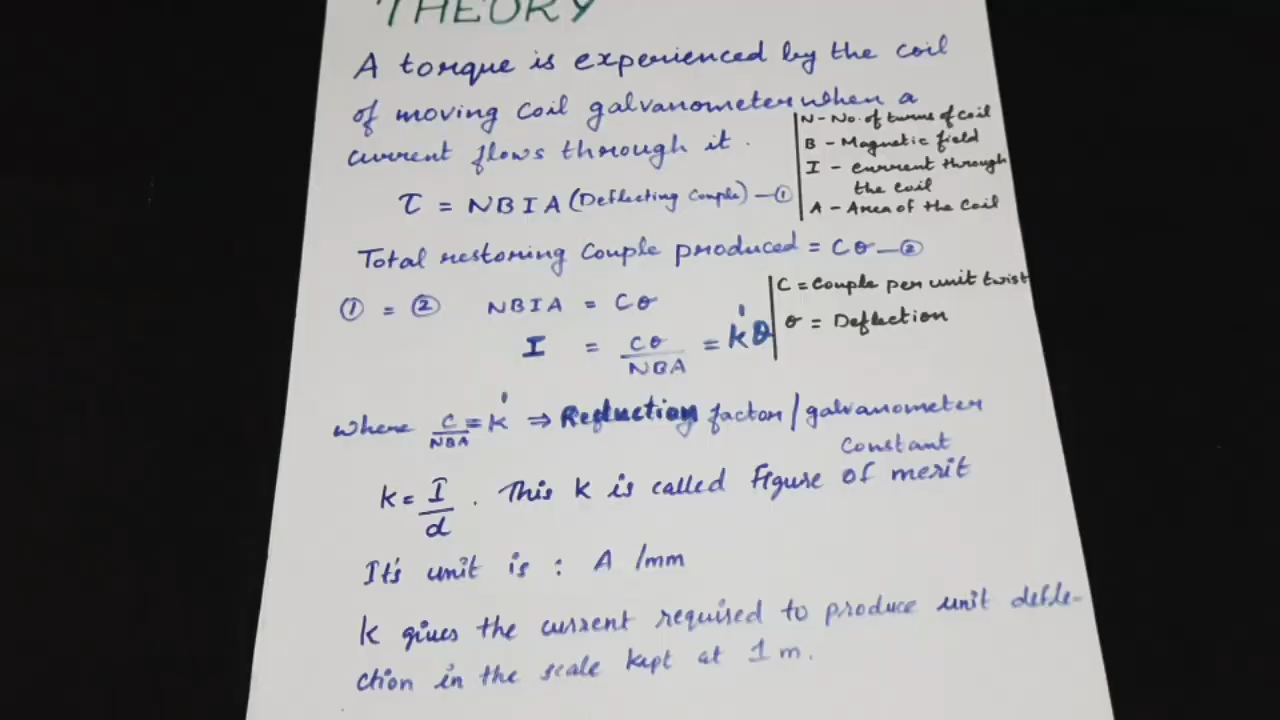 THEORY
A torque is experienced by the coil
of moving coil galvanometer when a
current flows through it.
N - No. of turns of coil
B - Magnetic field
I - current through
the coil
A - Area of the coil
τ = NBIA (Deflecting Couple) — ①
Total restoring couple produced = Cθ — ②
C = Couple per unit twist
θ = Deflection
① = ② NBIA = Cθ
I = Cθ/NBA = k'θ
where C/NBA = k' ⇒ Reduction factor / galvanometer
constant
k = I/d . This k is called Figure of merit
It's unit is : A /mm
k gives the current required to produce unit defle-
ction in the scale kept at 1 m.